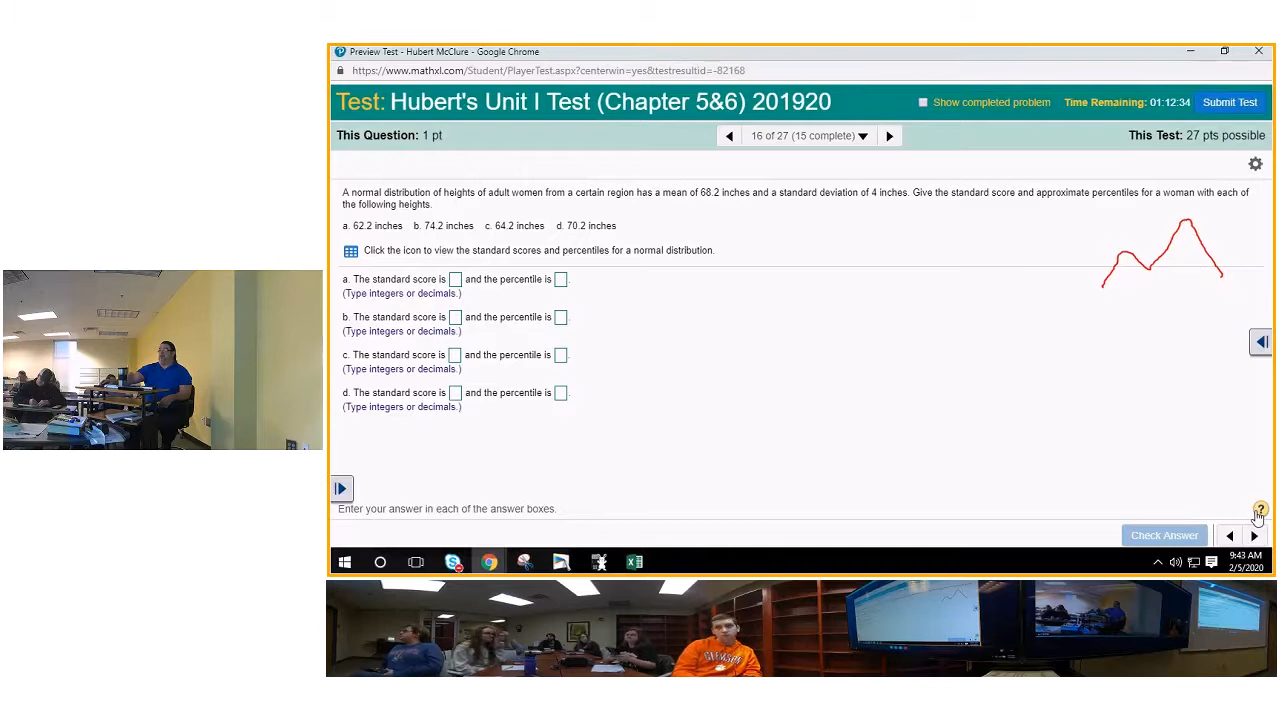 Preview Test - Hubert McClure - Google Chrome
https://www.mathxl.com/Student/PlayerTest.aspx?centerwin=yes&testresultid=-82168
Test: Hubert's Unit I Test (Chapter 5&6) 201920
Show completed problem
Time Remaining: 01:12:34
Submit Test
This Question: 1 pt
16 of 27 (15 complete)
This Test: 27 pts possible
A normal distribution of heights of adult women from a certain region has a mean of 68.2 inches and a standard deviation of 4 inches. Give the standard score and approximate percentiles for a woman with each of
the following heights.
a. 62.2 inches b. 74.2 inches c. 64.2 inches d. 70.2 inches
Click the icon to view the standard scores and percentiles for a normal distribution.
a. The standard score is and the percentile is .
(Type integers or decimals.)
b. The standard score is and the percentile is .
(Type integers or decimals.)
c. The standard score is and the percentile is .
(Type integers or decimals.)
d. The standard score is and the percentile is .
(Type integers or decimals.)
Enter your answer in each of the answer boxes.
?
Check Answer
9:43 AM
2/5/2020
CLEMSON